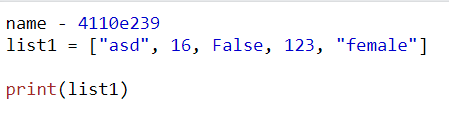 name - 4110e239
list1 = ["asd", 16, False, 123, "female"]
print(list1)